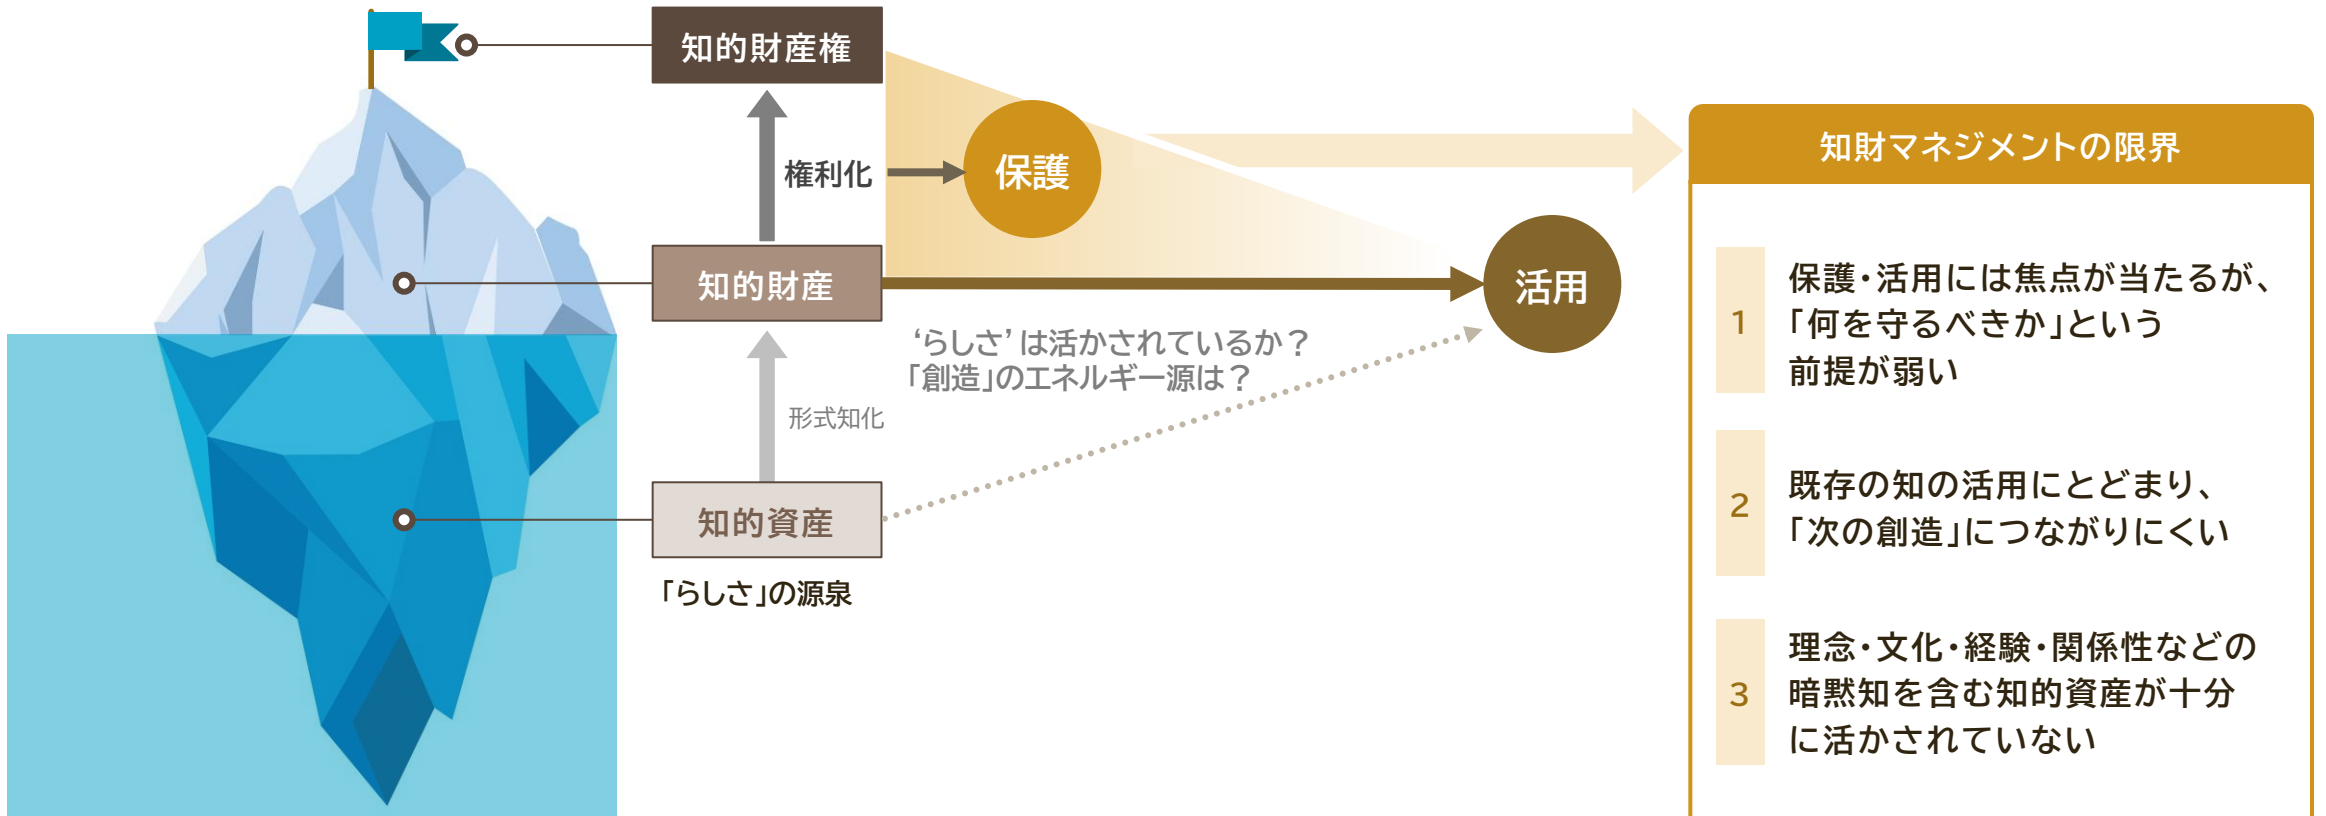 知的財産権
権利化
保護
知的財産
活用
‘らしさ’は活かされているか？
「創造」のエネルギー源は？
形式知化
知的資産
「らしさ」の源泉
知財マネジメントの限界
1
保護・活用には焦点が当たるが、
「何を守るべきか」という
前提が弱い
2
既存の知の活用にとどまり、
「次の創造」につながりにくい
3
理念・文化・経験・関係性などの
暗黙知を含む知的資産が十分
に活かされていない